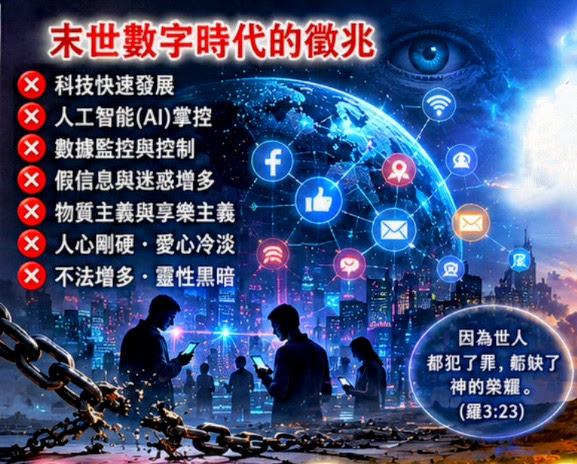 末世數字時代的徵兆
科技快速發展
人工智能(AI)掌控
數據監控與控制
假信息與迷惑增多
物質主義與享樂主義
人心剛硬・愛心冷淡
不法增多・靈性黑暗
因為世人
都犯了罪,缺了
神的榮耀。
(羅3:23)